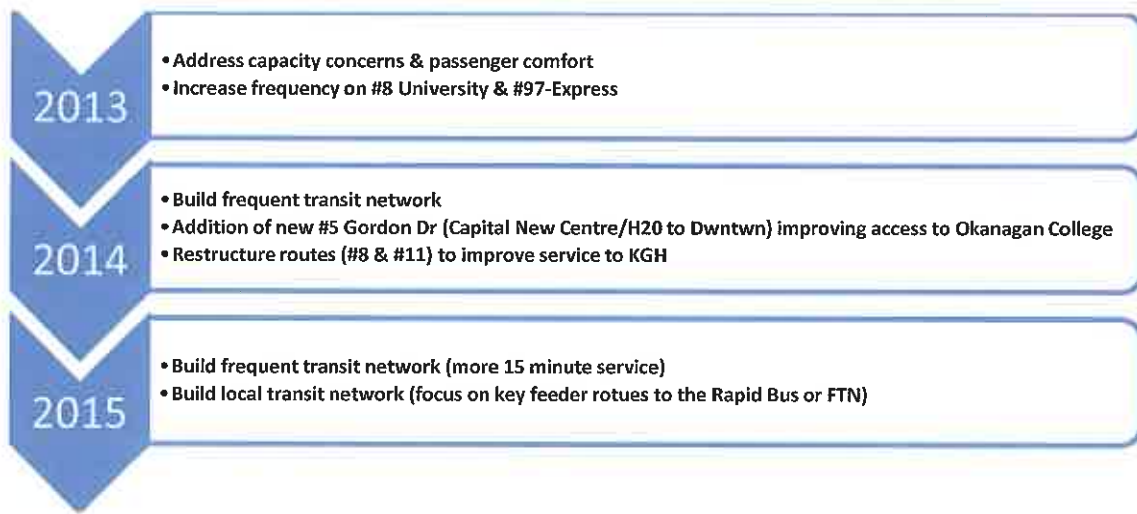 2013
• Address capacity concerns & passenger comfort
• Increase frequency on #8 University & #97-Express
2014
• Build frequent transit network
• Addition of new #5 Gordon Dr (Capital New Centre/H20 to Dwntwn) improving access to Okanagan College
• Restructure routes (#8 & #11) to improve service to KGH
2015
• Build frequent transit network (more 15 minute service)
• Build local transit network (focus on key feeder rotues to the Rapid Bus or FTN)